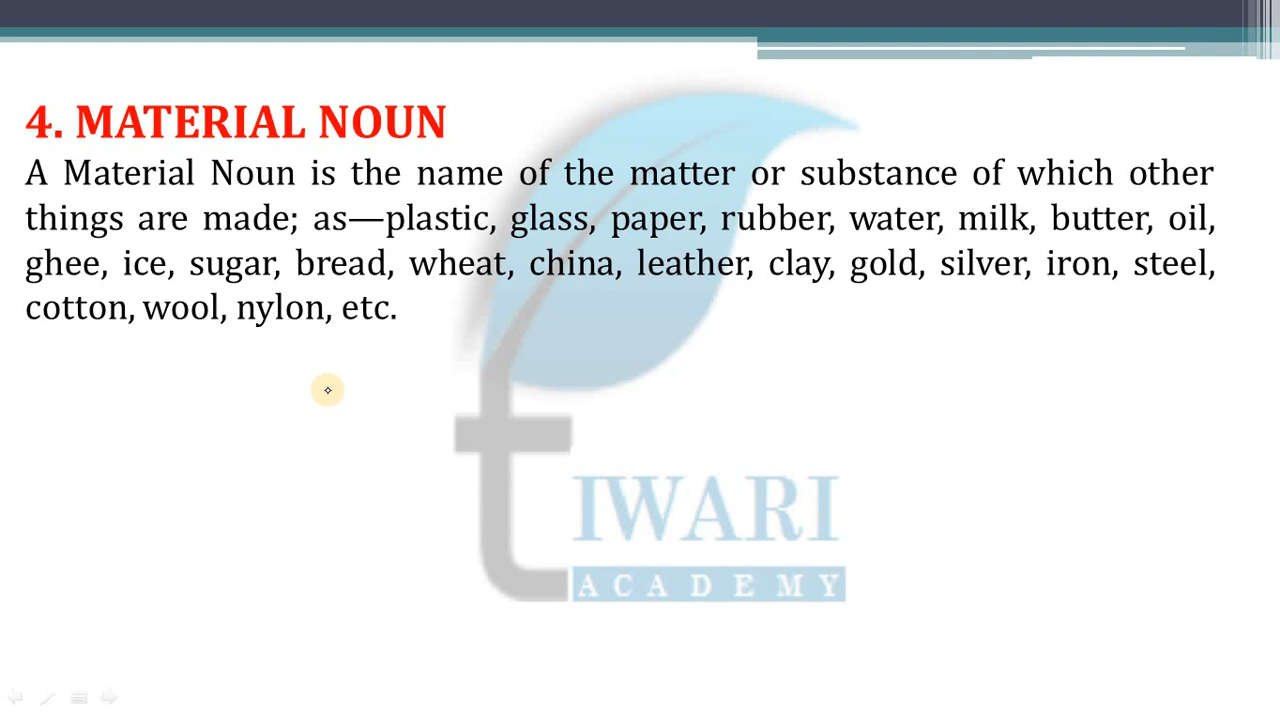 4. MATERIAL NOUN
A Material Noun is the name of the matter or substance of which other
things are made; as—plastic, glass, paper, rubber, water, milk, butter, oil,
ghee, ice, sugar, bread, wheat, china, leather, clay, gold, silver, iron, steel,
cotton, wool, nylon, etc.
tIWARI
ACADEMY